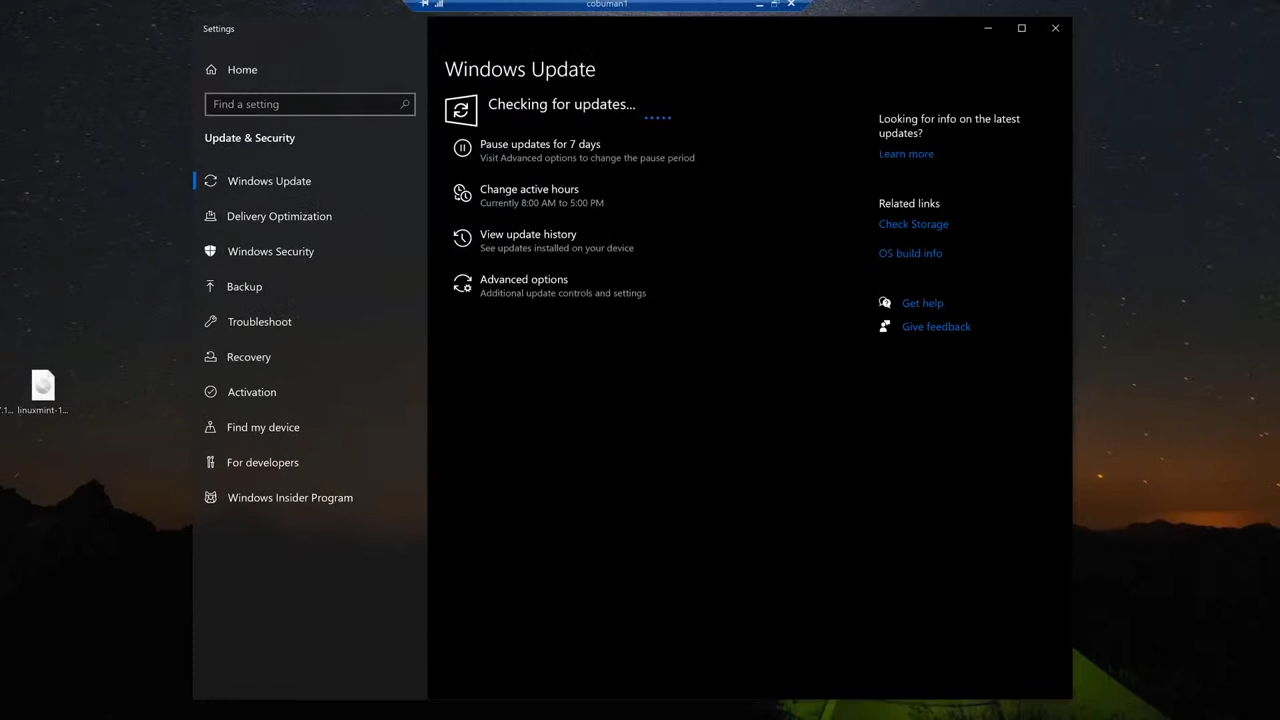 cobuman1
Settings
Home
Find a setting
Update & Security
Windows Update
Delivery Optimization
Windows Security
Backup
Troubleshoot
Recovery
Activation
Find my device
For developers
Windows Insider Program
Windows Update
Checking for updates...
Pause updates for 7 days
Visit Advanced options to change the pause period
Change active hours
Currently 8:00 AM to 5:00 PM
View update history
See updates installed on your device
Advanced options
Additional update controls and settings
Looking for info on the latest
updates?
Learn more
Related links
Check Storage
OS build info
Get help
Give feedback
linuxmint-1...